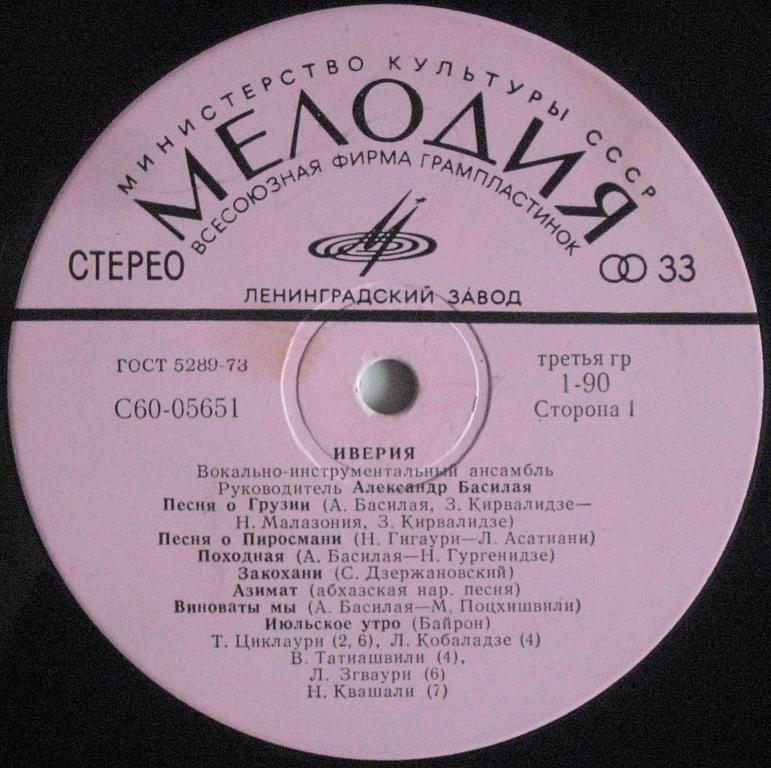 МИНИСТЕРСТВО КУЛЬТУРЫ СССР
МЕЛОДИЯ
ВСЕСОЮЗНАЯ ФИРМА ГРАМПЛАСТИНОК
СТЕРЕО
33
ЛЕНИНГРАДСКИЙ ЗАВОД
ГОСТ 5289-73
третья гр
1-90
С60-05651
Сторона 1
ИВЕРИЯ
Вокально-инструментальный ансамбль
Руководитель Александр Басилая
Песня о Грузии (А. Басилая, З. Кирвалидзе—
Н. Малазония, З. Кирвалидзе)
Песня о Пиросмани (Н. Гигаури—Л. Асатиани)
Походная (А. Басилая—Н. Гургенидзе)
Закохани (С. Дзержановский)
Азимат (абхазская нар. песня)
Виноваты мы (А. Басилая—М. Поцхишвили)
Июльское утро (Байрон)
Т. Циклаури (2, 6), Л. Кобаладзе (4)
В. Татиашвили (4),
Л. Згваури (6)
Н. Квашали (7)